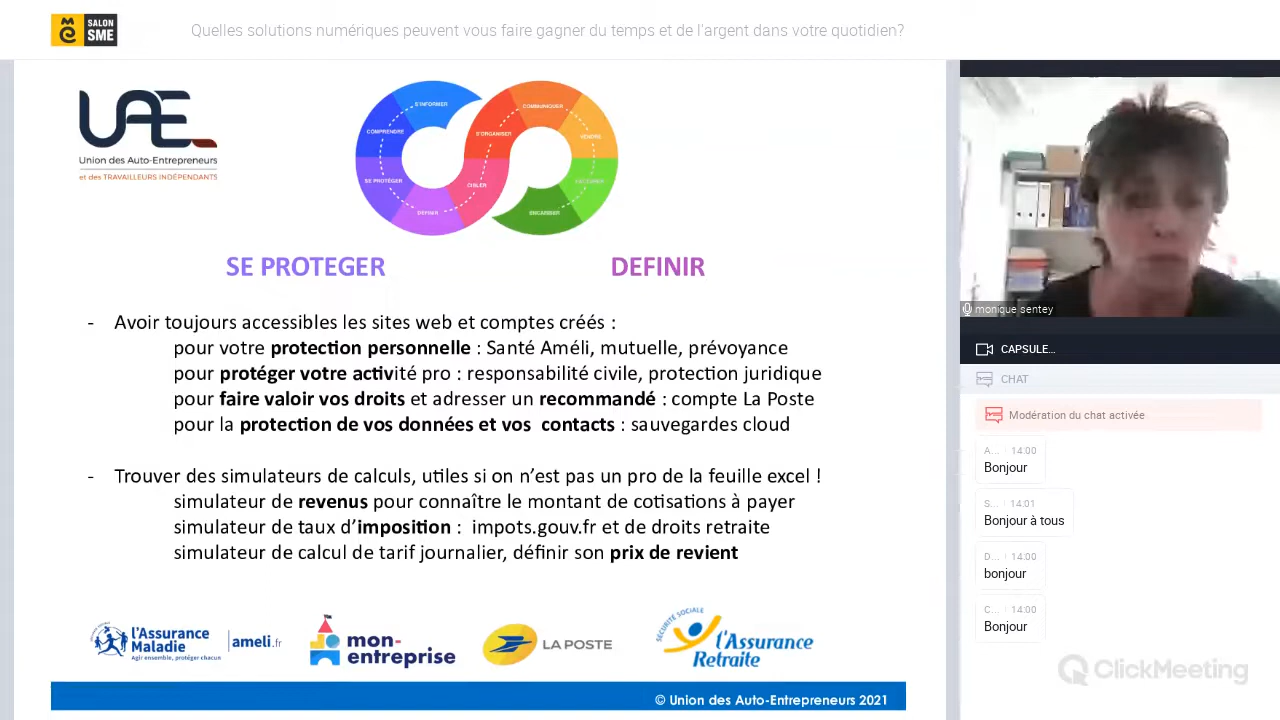 SALON
SME
Quelles solutions numériques peuvent vous faire gagner du temps et de l'argent dans votre quotidien?
UAE
Union des Auto-Entrepreneurs
et des TRAVAILLEURS INDÉPENDANTS
S'INFORMER
COMMUNIQUER
COMPRENDRE
S'ORGANISER
VENDRE
SE PROTÉGER
CIBLER
DÉFINIR
ENCAISSER
SE PROTEGER
DEFINIR
- Avoir toujours accessibles les sites web et comptes créés :
pour votre protection personnelle : Santé Améli, mutuelle, prévoyance
pour protéger votre activité pro : responsabilité civile, protection juridique
pour faire valoir vos droits et adresser un recommandé : compte La Poste
pour la protection de vos données et vos contacts : sauvegardes cloud
- Trouver des simulateurs de calculs, utiles si on n'est pas un pro de la feuille excel !
simulateur de revenus pour connaître le montant de cotisations à payer
simulateur de taux d'imposition : impots.gouv.fr et de droits retraite
simulateur de calcul de tarif journalier, définir son prix de revient
l'Assurance
Maladie
Agir ensemble, protéger chacun
ameli.fr
mon-
entreprise
LA POSTE
SÉCURITÉ SOCIALE
l'Assurance
Retraite
© Union des Auto-Entrepreneurs 2021
monique sentey
CAPSULE...
CHAT
Modération du chat activée
A... 14:00
Bonjour
S... 14:01
Bonjour à tous
D... 14:00
bonjour
C... 14:00
Bonjour
ClickMeeting